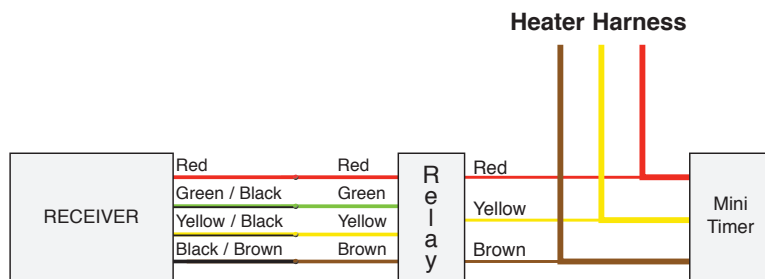 Heater Harness
RECEIVER
Red
Green / Black
Yellow / Black
Black / Brown
Red
Green
Yellow
Brown
Relay
Red
Yellow
Brown
Mini
Timer